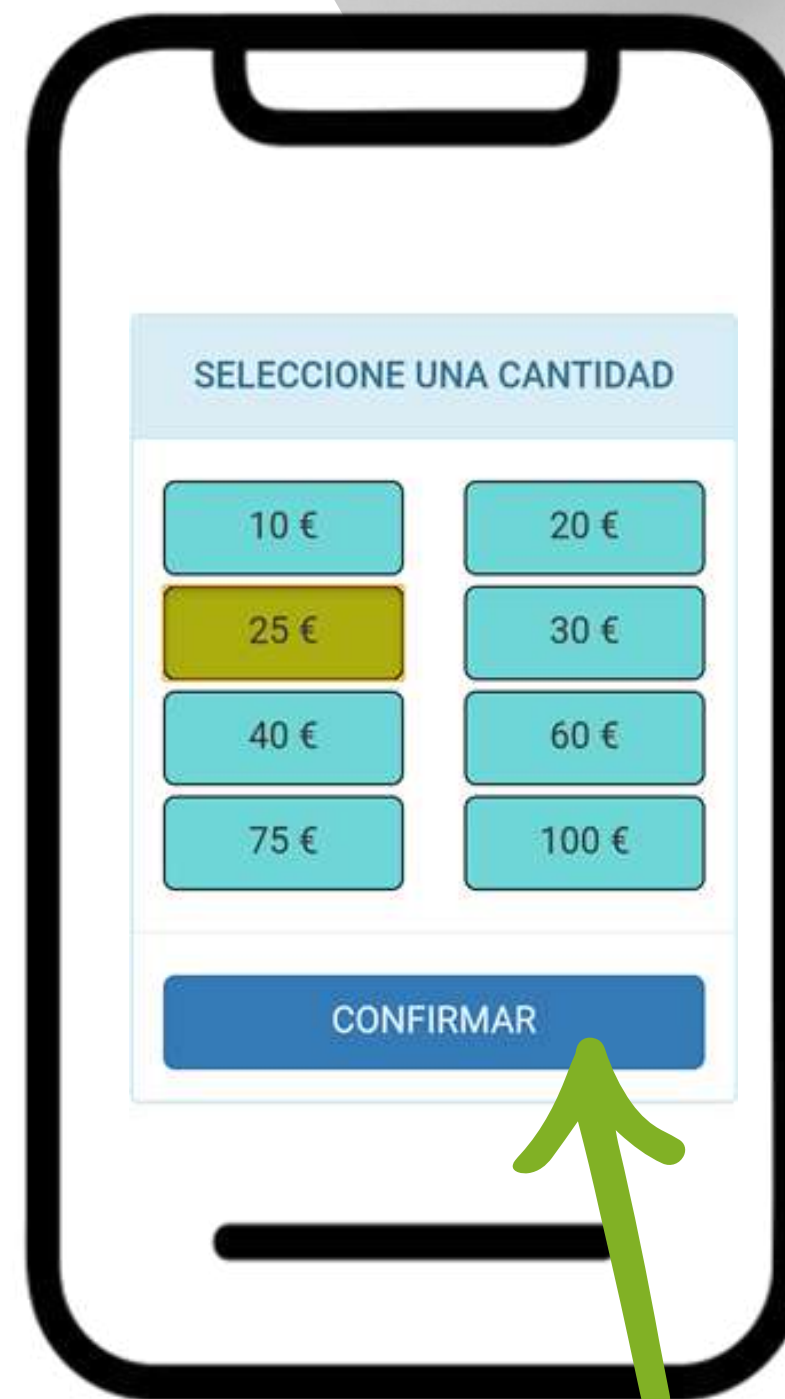 SELECCIONE UNA CANTIDAD
10 € 20 €
25 € 30 €
40 € 60 €
75 € 100 €
CONFIRMAR